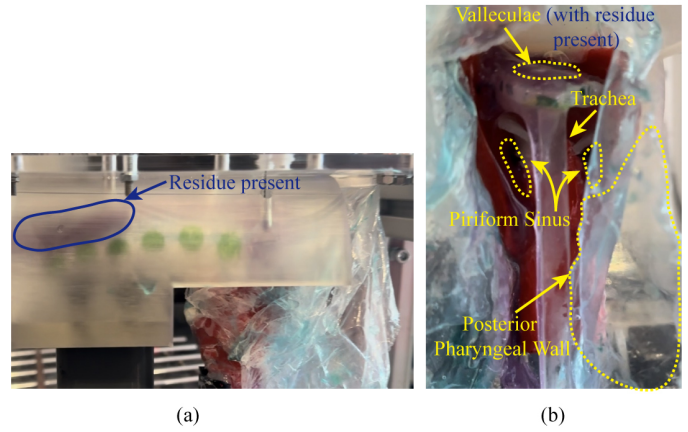 Valleculae (with residue
present)
Trachea
Residue present
Piriform Sinus
Posterior
Pharyngeal Wall
(a)
(b)